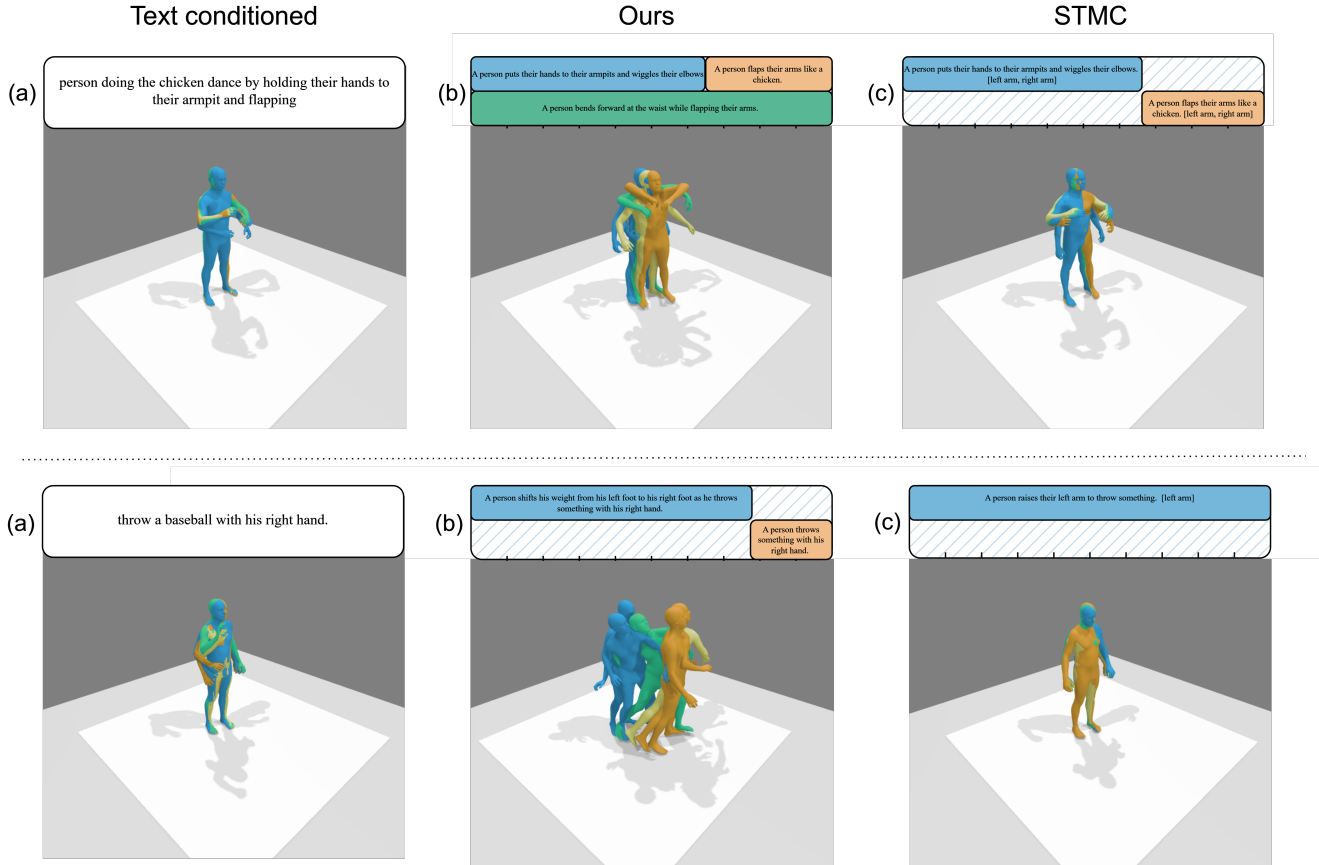 Text conditioned
Ours
STMC
(a)
person doing the chicken dance by holding their hands to
their armpit and flapping
(b)
A person puts their hands to their armpits and wiggles their elbows
A person flaps their arms like a
chicken.
A person bends forward at the waist while flapping their arms.
(c)
A person puts their hands to their armpits and wiggles their elbows.
[left arm, right arm]
A person flaps their arms like a
chicken. [left arm, right arm]
(a)
throw a baseball with his right hand.
(b)
A person shifts his weight from his left foot to his right foot as he throws
something with his right hand.
A person throws
something with his
right hand.
(c)
A person raises their left arm to throw something. [left arm]